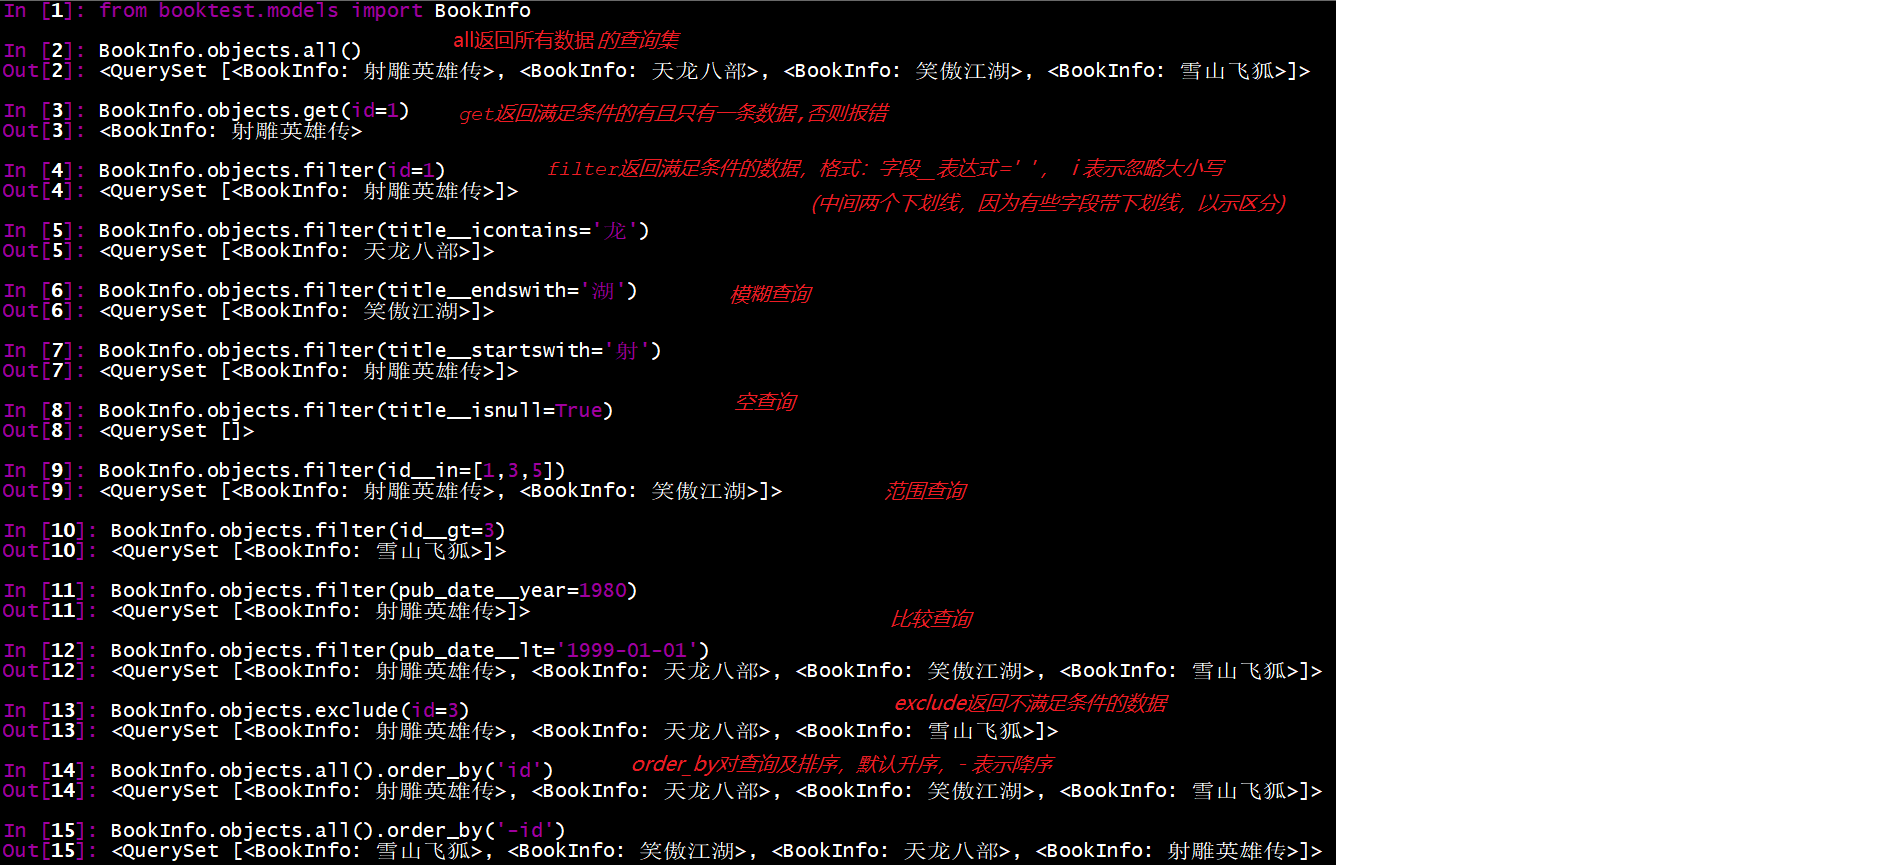 In [1]: from booktest.models import BookInfo
In [2]: BookInfo.objects.all()
all返回所有数据 的查询集
Out[2]: <QuerySet [<BookInfo: 射雕英雄传>, <BookInfo: 天龙八部>, <BookInfo: 笑傲江湖>, <BookInfo: 雪山飞狐>]>
In [3]: BookInfo.objects.get(id=1)
get返回满足条件的有且只有一条数据,否则报错
Out[3]: <BookInfo: 射雕英雄传>
In [4]: BookInfo.objects.filter(id=1)
filter返回满足条件的数据，格式：字段__表达式=' '， i表示忽略大小写
Out[4]: <QuerySet [<BookInfo: 射雕英雄传>]>
(中间两个下划线，因为有些字段带下划线，以示区分)
In [5]: BookInfo.objects.filter(title__icontains='龙')
Out[5]: <QuerySet [<BookInfo: 天龙八部>]>
In [6]: BookInfo.objects.filter(title__endswith='湖')
模糊查询
Out[6]: <QuerySet [<BookInfo: 笑傲江湖>]>
In [7]: BookInfo.objects.filter(title__startswith='射')
Out[7]: <QuerySet [<BookInfo: 射雕英雄传>]>
空查询
In [8]: BookInfo.objects.filter(title__isnull=True)
Out[8]: <QuerySet []>
In [9]: BookInfo.objects.filter(id__in=[1,3,5])
Out[9]: <QuerySet [<BookInfo: 射雕英雄传>, <BookInfo: 笑傲江湖>]>
范围查询
In [10]: BookInfo.objects.filter(id__gt=3)
Out[10]: <QuerySet [<BookInfo: 雪山飞狐>]>
In [11]: BookInfo.objects.filter(pub_date__year=1980)
Out[11]: <QuerySet [<BookInfo: 射雕英雄传>]>
比较查询
In [12]: BookInfo.objects.filter(pub_date__lt='1999-01-01')
Out[12]: <QuerySet [<BookInfo: 射雕英雄传>, <BookInfo: 天龙八部>, <BookInfo: 笑傲江湖>, <BookInfo: 雪山飞狐>]>
In [13]: BookInfo.objects.exclude(id=3)
exclude返回不满足条件的数据
Out[13]: <QuerySet [<BookInfo: 射雕英雄传>, <BookInfo: 天龙八部>, <BookInfo: 雪山飞狐>]>
In [14]: BookInfo.objects.all().order_by('id')
order_by对查询及排序，默认升序，- 表示降序
Out[14]: <QuerySet [<BookInfo: 射雕英雄传>, <BookInfo: 天龙八部>, <BookInfo: 笑傲江湖>, <BookInfo: 雪山飞狐>]>
In [15]: BookInfo.objects.all().order_by('-id')
Out[15]: <QuerySet [<BookInfo: 雪山飞狐>, <BookInfo: 笑傲江湖>, <BookInfo: 天龙八部>, <BookInfo: 射雕英雄传>]>